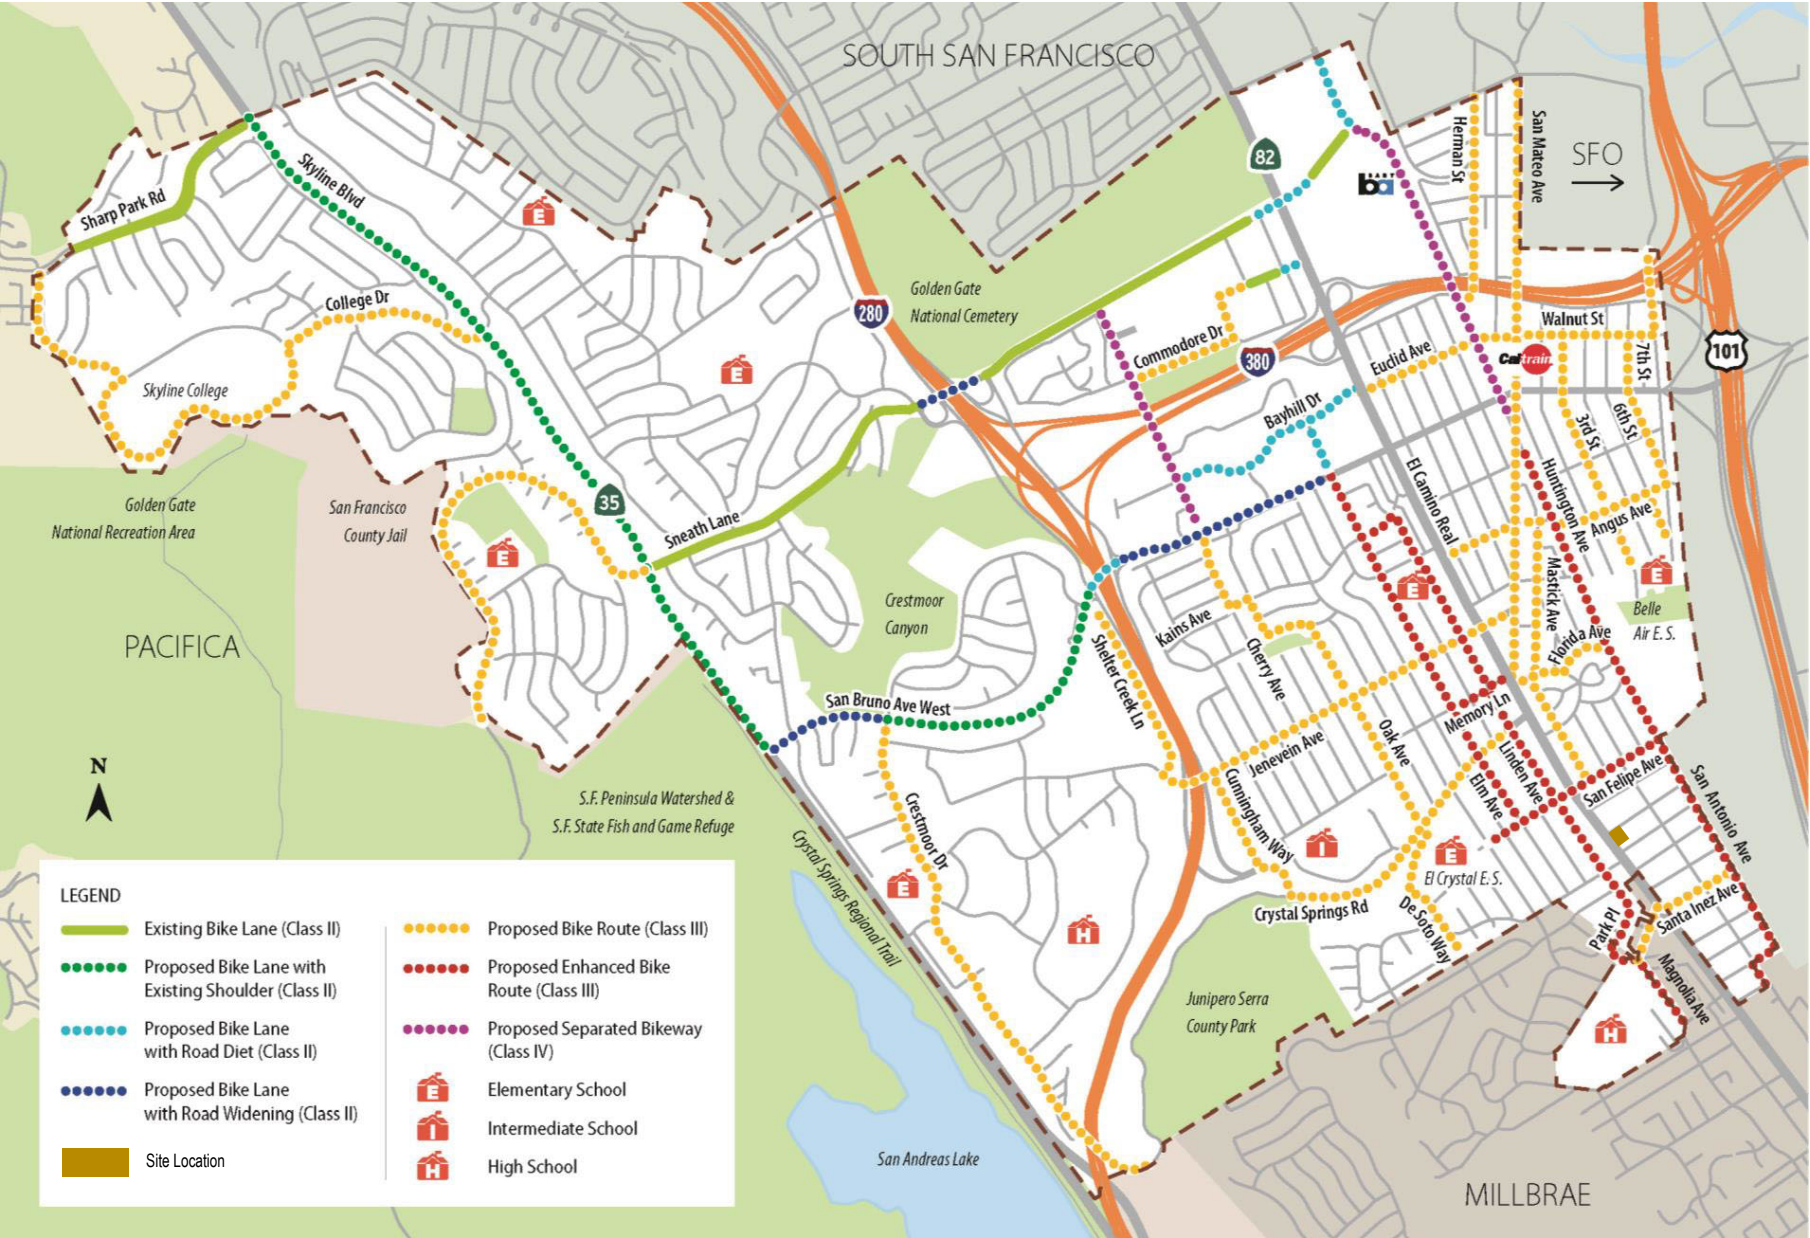 SOUTH SAN FRANCISCO
SFO
San Mateo Ave
Herman St
82
BART
ba
Skyline Blvd
Sharp Park Rd
E
College Dr
Golden Gate
National Cemetery
280
Commodore Dr
380
Walnut St
Euclid Ave
Caltrain
7th St
101
E
Skyline College
Bayhill Dr
3rd St
6th St
Golden Gate
National Recreation Area
San Francisco
County Jail
35
Sneath Lane
El Camino Real
Huntington Ave
Angus Ave
E
E
E
Mastick Ave
Belle
Air E. S.
Florida Ave
Crestmoor
Canyon
Kains Ave
Cherry Ave
Shelter Creek Ln
PACIFICA
San Bruno Ave West
Memory Ln
Oak Ave
Jenevein Ave
Linden Ave
Elm Ave
San Felipe Ave
San Antonio Ave
Cunningham Way
N
S.F. Peninsula Watershed &
S.F. State Fish and Game Refuge
Crestmoor Dr
Crystal Springs Regional Trail
E
I
E
El Crystal E. S.
Crystal Springs Rd
De Soto Way
Park Pl
Santa Inez Ave
Magnolia Ave
H
H
Junipero Serra
County Park
San Andreas Lake
MILLBRAE
LEGEND
Existing Bike Lane (Class II)
Proposed Bike Lane with
Existing Shoulder (Class II)
Proposed Bike Lane
with Road Diet (Class II)
Proposed Bike Lane
with Road Widening (Class II)
Site Location
Proposed Bike Route (Class III)
Proposed Enhanced Bike
Route (Class III)
Proposed Separated Bikeway
(Class IV)
E
Elementary School
I
Intermediate School
H
High School